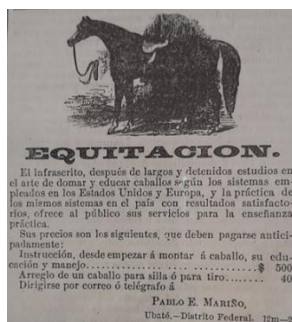 EQUITACION.
El infrascrito, después de largos y detenidos estudios en
el arte de domar y educar caballos según los sistemas em-
pleados en los Estados Unidos y Europa, y la práctica de
los mismos sistemas en el país con resultados satisfacto-
rios, ofrece al público sus servicios para la enseñanza
práctica.
Sus precios son los siguientes, que deben pagarse antici-
padamente:
Instrucción, desde empezar á montar á caballo, su edu-
cación y manejo............$ 500
Arreglo de un caballo para silla ó para tiro...... 40
Dirigirse por correo ó telégrafo á
PABLO E. MARIÑO,
Ubaté.—Distrito Federal. 12m—2